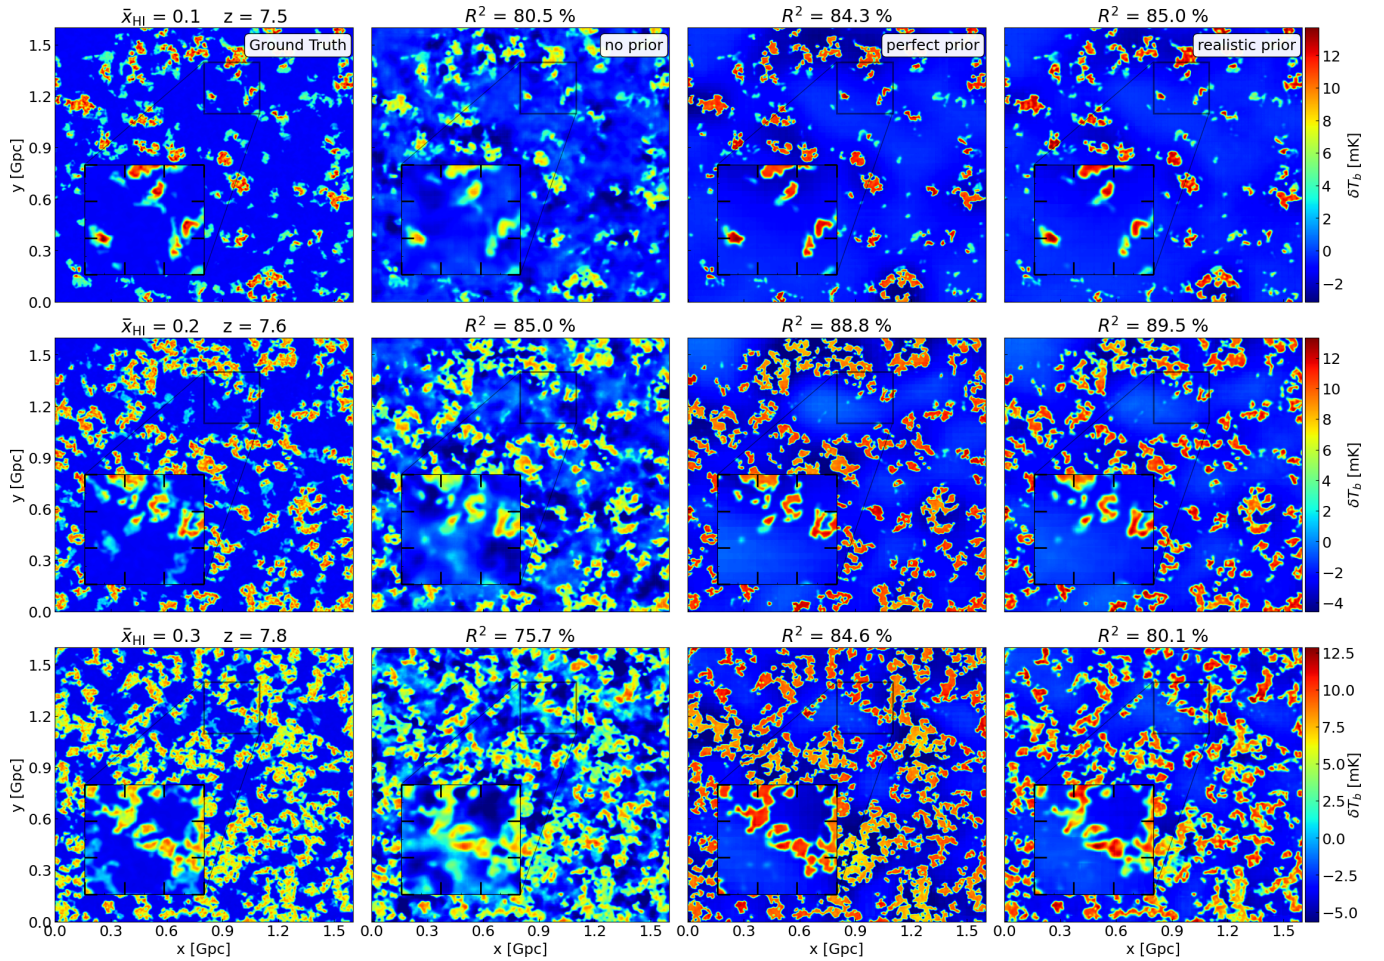 x̄HI = 0.1 z = 7.5
R² = 80.5 %
R² = 84.3 %
R² = 85.0 %
Ground Truth
no prior
perfect prior
realistic prior
1.5
1.2
0.9
0.6
0.3
0.0
y [Gpc]
12
10
8
6
4
2
0
−2
δTb [mK]
x̄HI = 0.2 z = 7.6
R² = 85.0 %
R² = 88.8 %
R² = 89.5 %
1.5
1.2
0.9
0.6
0.3
0.0
y [Gpc]
12
10
8
6
4
2
0
−2
−4
δTb [mK]
x̄HI = 0.3 z = 7.8
R² = 75.7 %
R² = 84.6 %
R² = 80.1 %
1.5
1.2
0.9
0.6
0.3
0.0
y [Gpc]
12.5
10.0
7.5
5.0
2.5
0.0
−2.5
−5.0
δTb [mK]
0.0 0.3 0.6 0.9 1.2 1.5
0.0 0.3 0.6 0.9 1.2 1.5
0.0 0.3 0.6 0.9 1.2 1.5
0.0 0.3 0.6 0.9 1.2 1.5
x [Gpc]
x [Gpc]
x [Gpc]
x [Gpc]